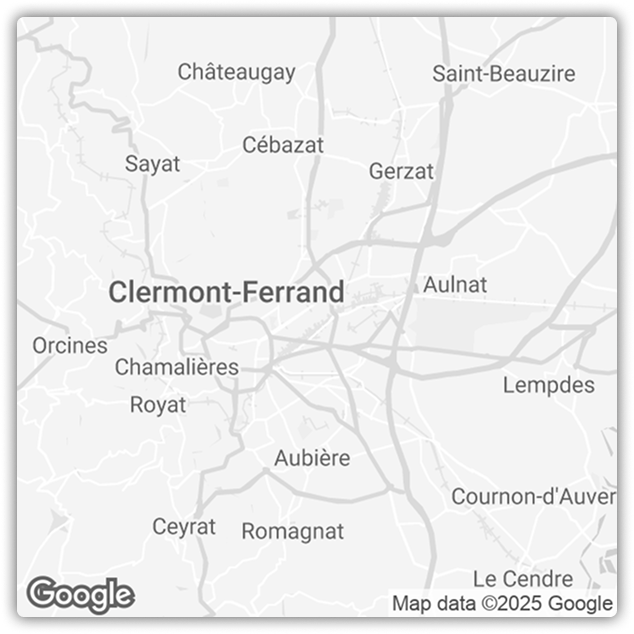 Châteaugay
Saint-Beauzire
Cébazat
Sayat
Gerzat
Aulnat
Clermont-Ferrand
Orcines
Chamalières
Lempdes
Royat
Aubière
Cournon-d'Auver
Ceyrat
Romagnat
Le Cendre
Google
Map data ©2025 Google